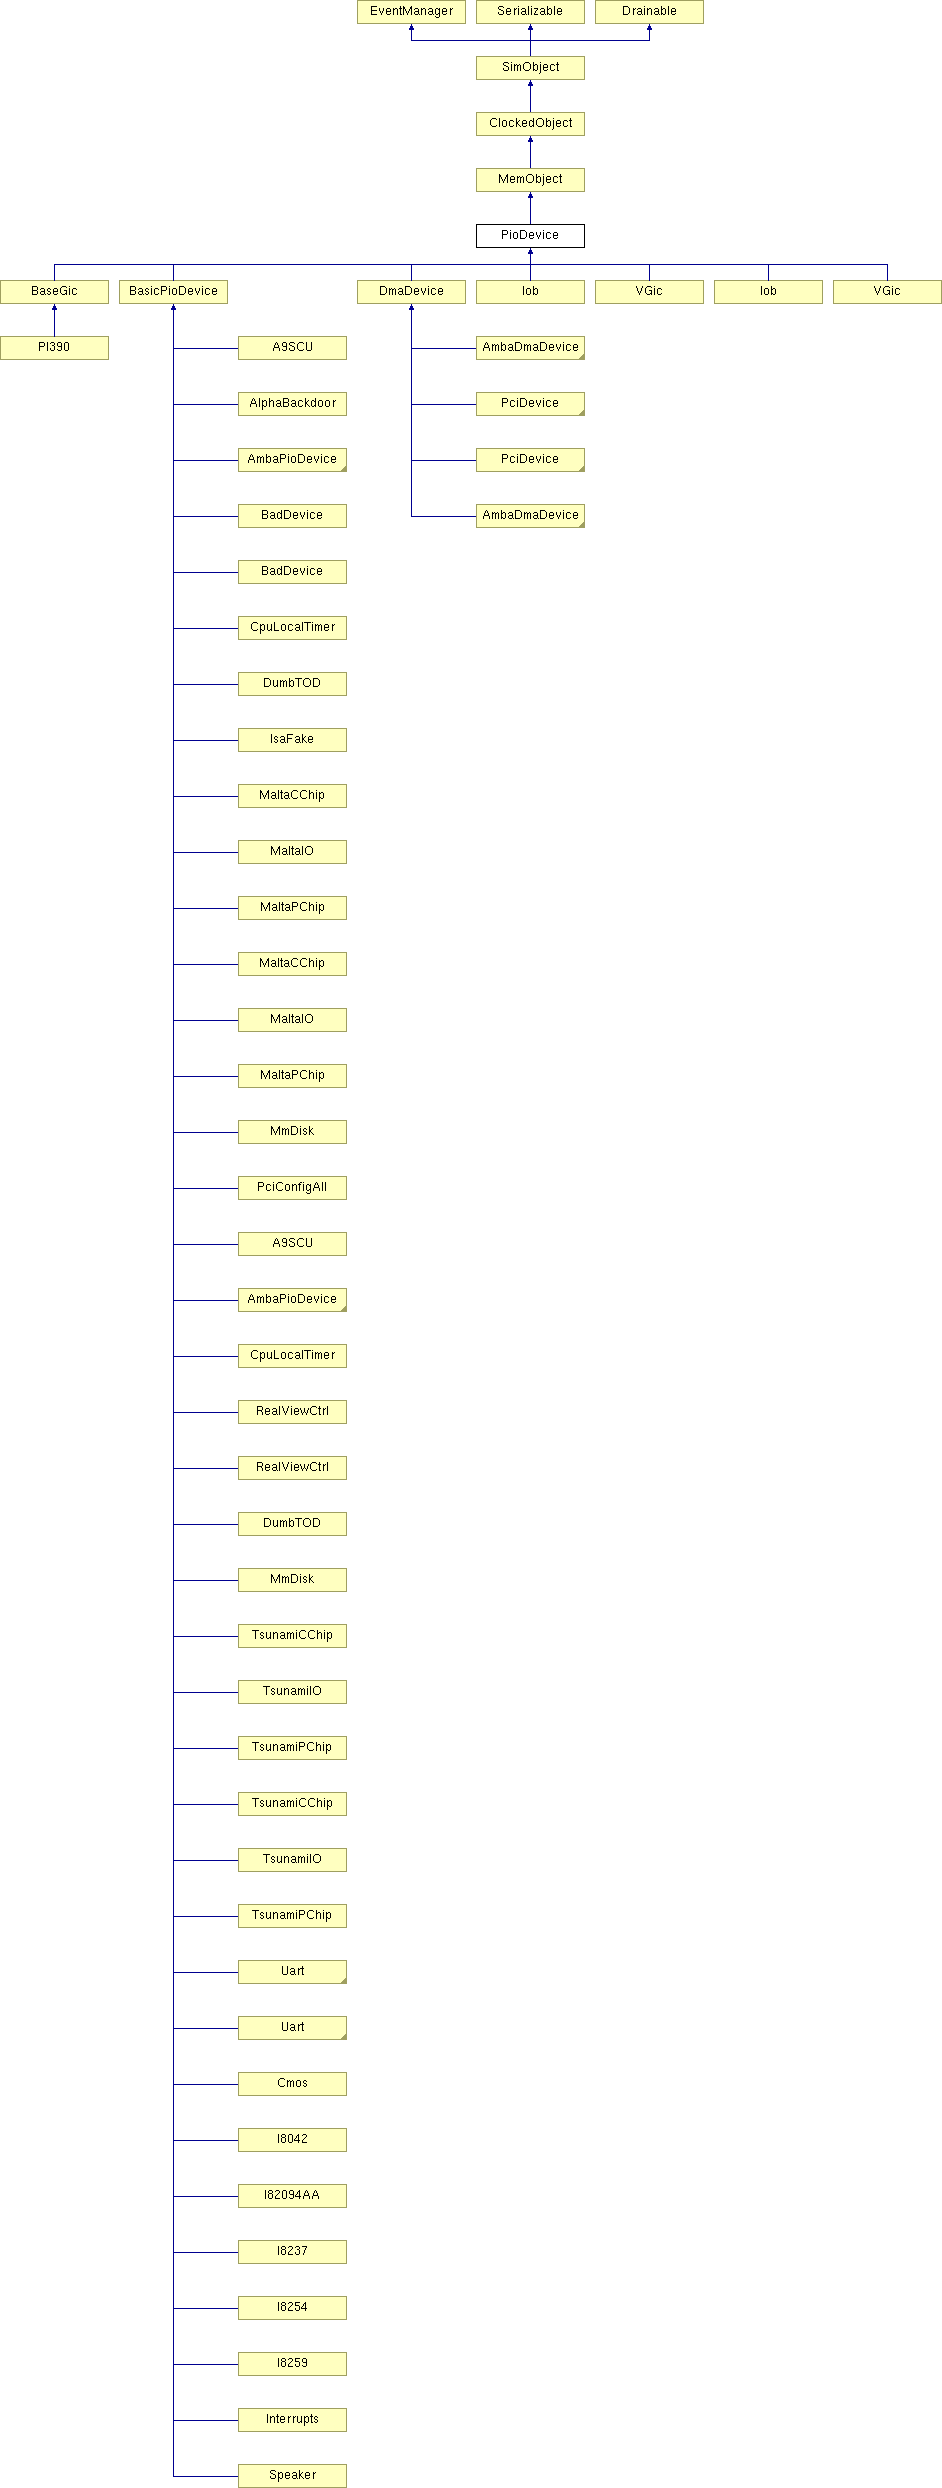 EventManager
Serializable
Drainable
SimObject
ClockedObject
MemObject
PioDevice
BaseGic
BasicPioDevice
DmaDevice
Iob
VGic
Iob
VGic
Pl390
A9SCU
AmbaDmaDevice
AlphaBackdoor
PciDevice
AmbaPioDevice
PciDevice
BadDevice
AmbaDmaDevice
BadDevice
CpuLocalTimer
DumbTOD
IsaFake
MaltaCChip
MaltaIO
MaltaPChip
MaltaCChip
MaltaIO
MaltaPChip
MmDisk
PciConfigAll
A9SCU
AmbaPioDevice
CpuLocalTimer
RealViewCtrl
RealViewCtrl
DumbTOD
MmDisk
TsunamiCChip
TsunamiIO
TsunamiPChip
TsunamiCChip
TsunamiIO
TsunamiPChip
Uart
Uart
Cmos
I8042
I82094AA
I8237
I8254
I8259
Interrupts
Speaker